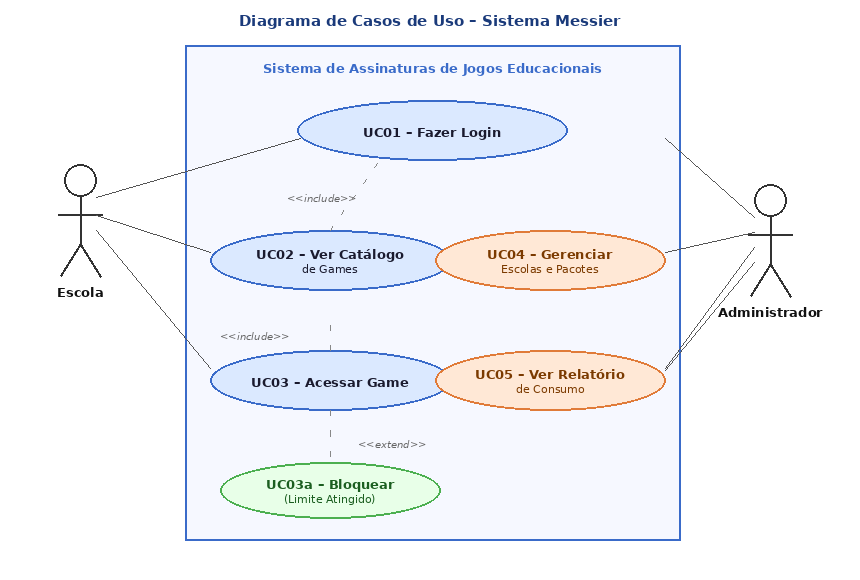 Diagrama de Casos de Uso – Sistema Messier
Sistema de Assinaturas de Jogos Educacionais
UC01 – Fazer Login
<<include>>
UC02 – Ver Catálogo
de Games
UC04 – Gerenciar
Escolas e Pacotes
Escola
Administrador
<<include>>
UC03 – Acessar Game
UC05 – Ver Relatório
de Consumo
<<extend>>
UC03a – Bloquear
(Limite Atingido)